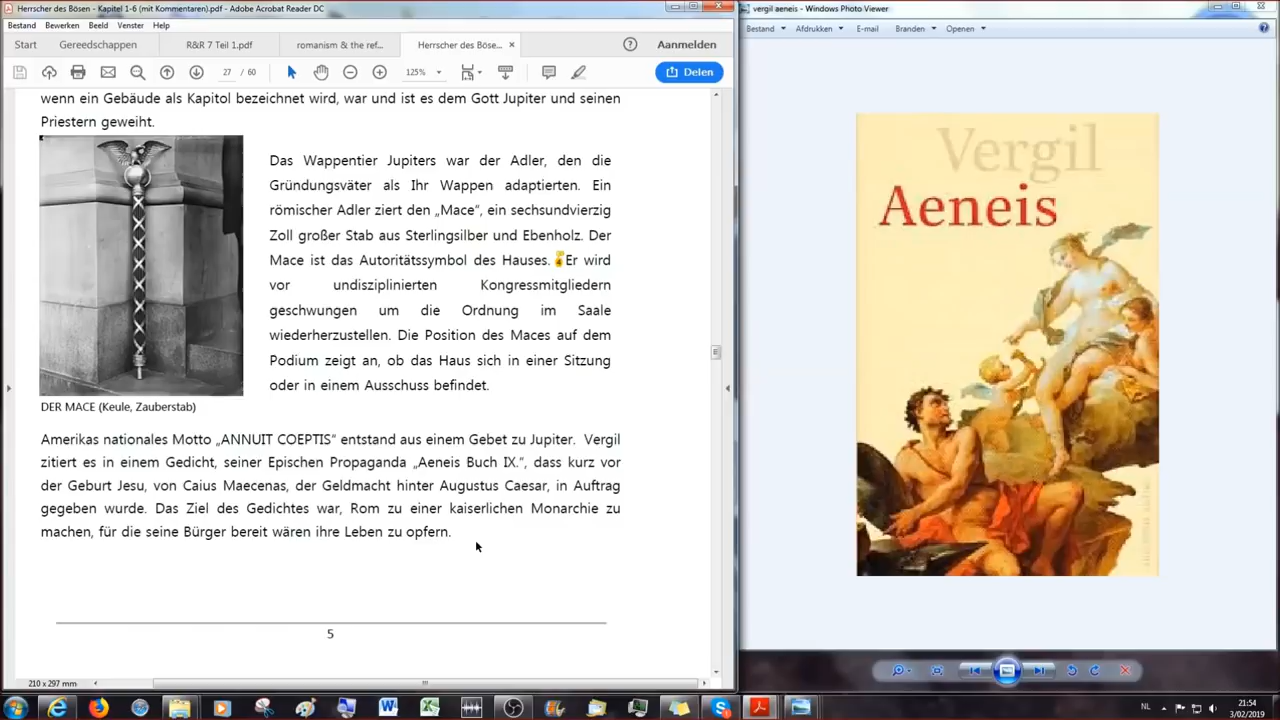 Herrscher des Bösen - Kapitel 1-6 (mit Kommentaren).pdf - Adobe Acrobat Reader DC
Bestand Bewerken Beeld Venster Help
Start Gereedschappen R&R 7 Teil 1.pdf romanism & the ref... Herrscher des Böse... × Aanmelden
27 / 60 125% Delen
wenn ein Gebäude als Kapitol bezeichnet wird, war und ist es dem Gott Jupiter und seinen
Priestern geweiht.
Das Wappentier Jupiters war der Adler, den die
Gründungsväter als Ihr Wappen adaptierten. Ein
römischer Adler ziert den „Mace“, ein sechsundvierzig
Zoll großer Stab aus Sterlingsilber und Ebenholz. Der
Mace ist das Autoritätssymbol des Hauses. Er wird
vor undisziplinierten Kongressmitgliedern
geschwungen um die Ordnung im Saale
wiederherzustellen. Die Position des Maces auf dem
Podium zeigt an, ob das Haus sich in einer Sitzung
oder in einem Ausschuss befindet.
DER MACE (Keule, Zauberstab)
Amerikas nationales Motto „ANNUIT COEPTIS“ entstand aus einem Gebet zu Jupiter. Vergil
zitiert es in einem Gedicht, seiner Epischen Propaganda „Aeneis Buch IX.“, dass kurz vor
der Geburt Jesu, von Caius Maecenas, der Geldmacht hinter Augustus Caesar, in Auftrag
gegeben wurde. Das Ziel des Gedichtes war, Rom zu einer kaiserlichen Monarchie zu
machen, für die seine Bürger bereit wären ihre Leben zu opfern.
5
210 x 297 mm
vergil aeneis - Windows Photo Viewer
Bestand Afdrukken E-mail Branden Openen
Vergil
Aeneis
NL 21:54
3/02/2019